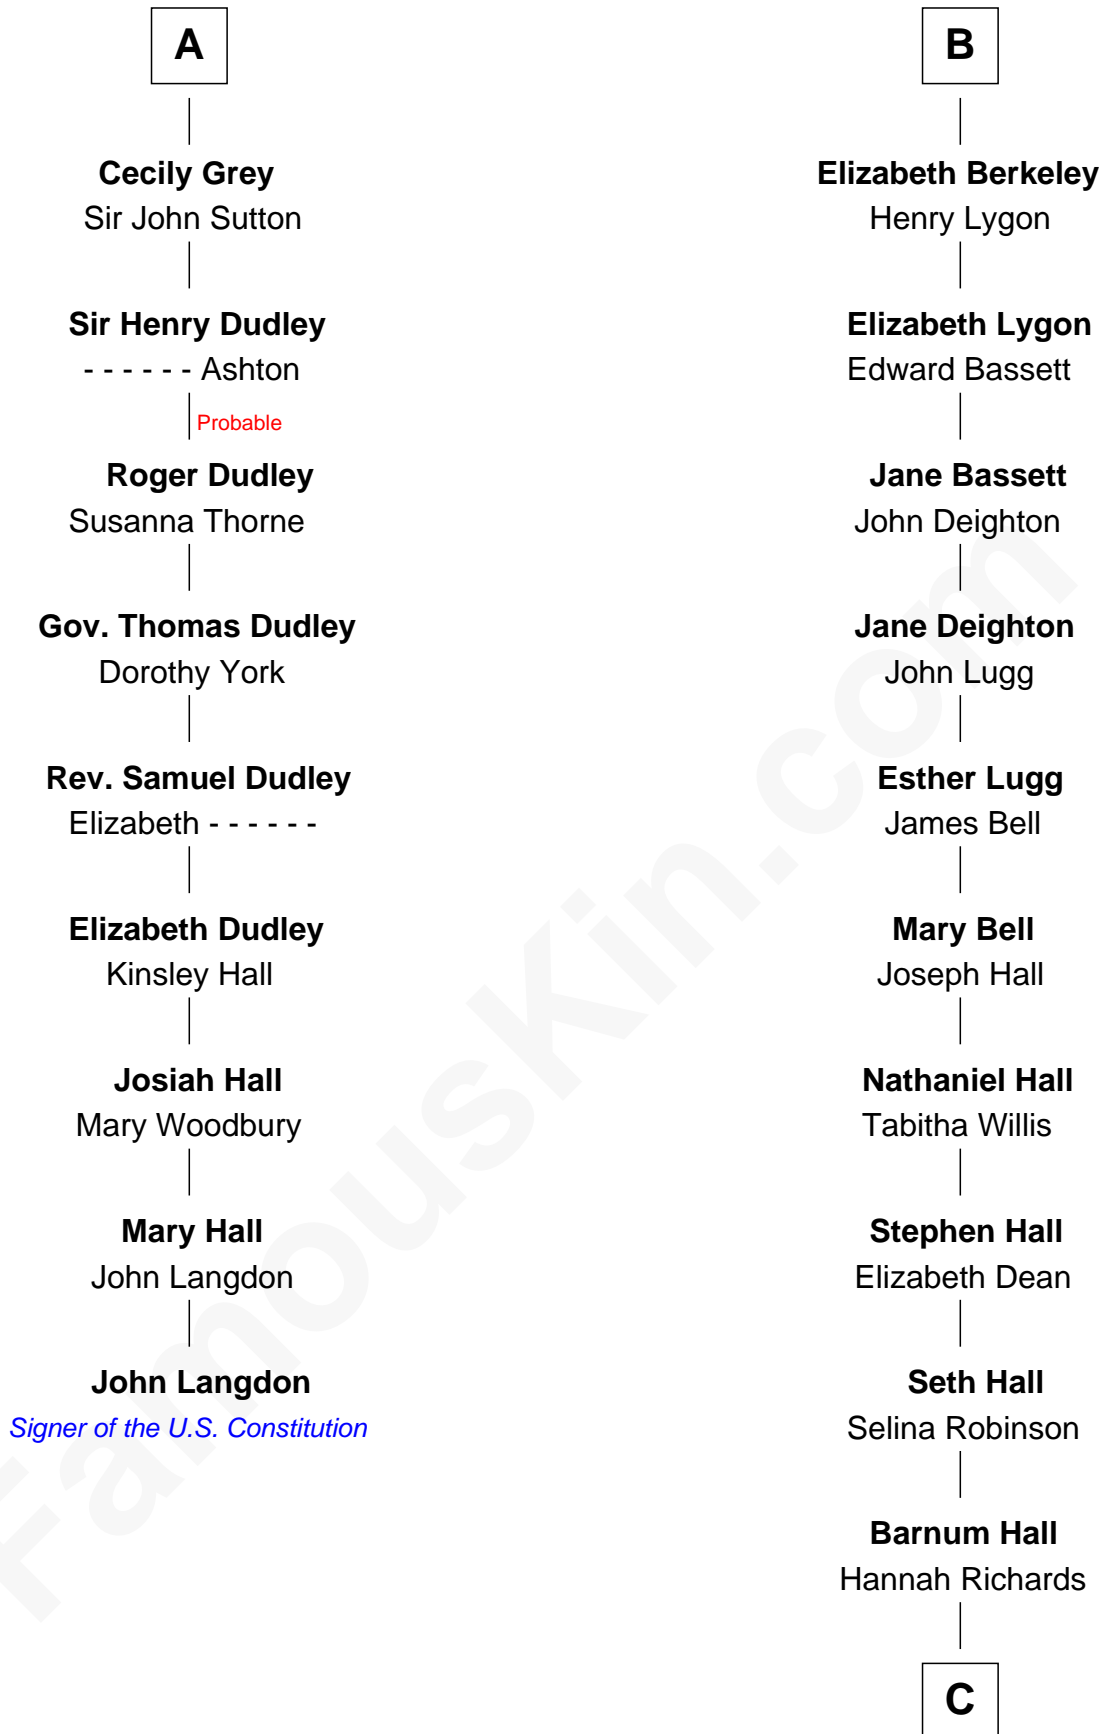 A
Cecily Grey
Sir John Sutton
Sir Henry Dudley
- - - - - - Ashton
Probable
Roger Dudley
Susanna Thorne
Gov. Thomas Dudley
Dorothy York
Rev. Samuel Dudley
Elizabeth - - - - - -
Elizabeth Dudley
Kinsley Hall
Josiah Hall
Mary Woodbury
Mary Hall
John Langdon
John Langdon
Signer of the U.S. Constitution
B
Elizabeth Berkeley
Henry Lygon
Elizabeth Lygon
Edward Bassett
Jane Bassett
John Deighton
Jane Deighton
John Lugg
Esther Lugg
James Bell
Mary Bell
Joseph Hall
Nathaniel Hall
Tabitha Willis
Stephen Hall
Elizabeth Dean
Seth Hall
Selina Robinson
Barnum Hall
Hannah Richards
C
FamousKin.com